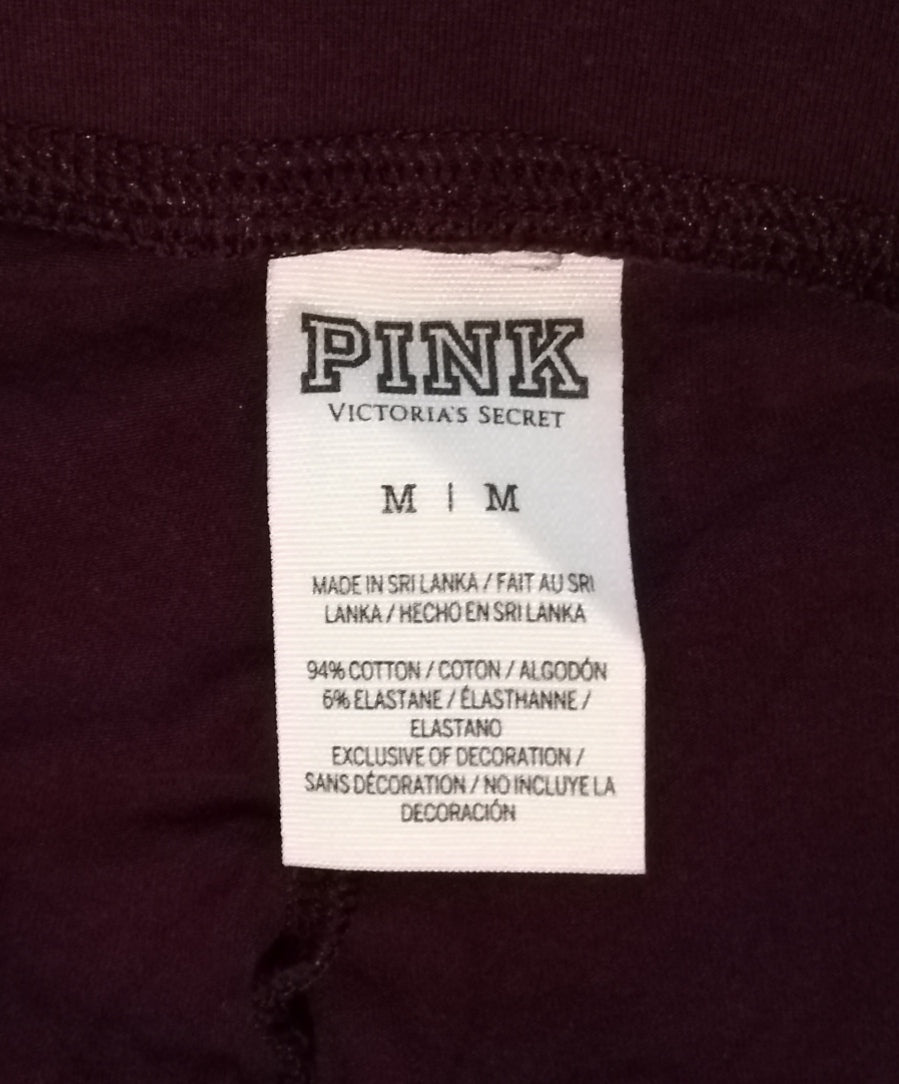 PINK
VICTORIA'S SECRET
M | M
MADE IN SRI LANKA / FAIT AU SRI
LANKA / HECHO EN SRI LANKA
94% COTTON / COTON / ALGODÓN
6% ELASTANE / ÉLASTHANNE /
ELASTANO
EXCLUSIVE OF DECORATION /
SANS DÉCORATION / NO INCLUYE LA
DECORACIÓN